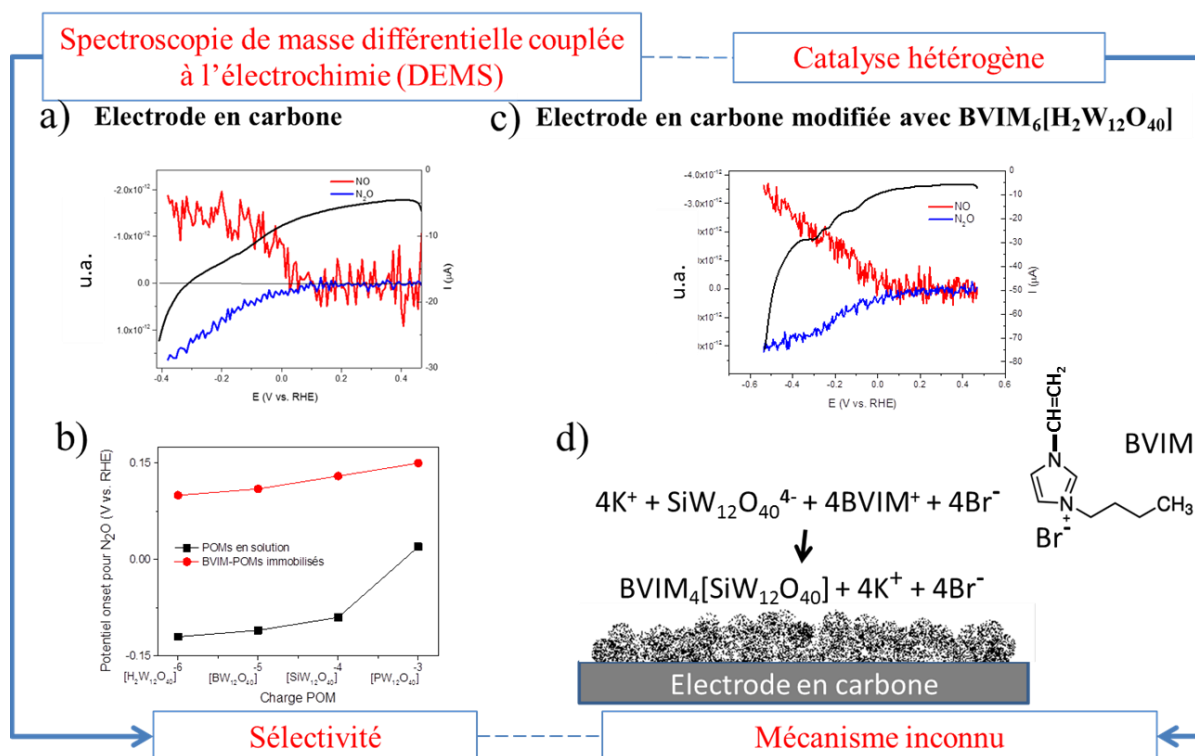 Spectroscopie de masse différentielle couplée
à l’électrochimie (DEMS)
Catalyse hétérogène
a) Electrode en carbone
NO
N₂O
-2.0x10⁻¹²
-1.0x10⁻¹²
0.0
1.0x10⁻¹²
u.a.
0
-10
-20
-30
I (µA)
-0.4 -0.2 0.0 0.2 0.4
E (V vs. RHE)
c) Electrode en carbone modifiée avec BVIM₆[H₂W₁₂O₄₀]
NO
N₂O
-4.0x10⁻¹²
-3.0x10⁻¹²
0.0
u.a.
0
-10
-20
-30
-40
-50
-60
-70
-80
I (µA)
-0.6 -0.4 -0.2 0.0 0.2 0.4 0.6
E (V vs. RHE)
b)
Potentiel onset pour N₂O (V vs. RHE)
0.15
0.00
-0.15
POMs en solution
BVIM-POMs immobilisés
-6 -5 -4 -3
[H₂W₁₂O₄₀] [BW₁₂O₄₀] [SiW₁₂O₄₀] [PW₁₂O₄₀]
Charge POM
d)
N
CH=CH₂
BVIM
N
+
CH₃
Br⁻
4K⁺ + SiW₁₂O₄₀⁴⁻ + 4BVIM⁺ + 4Br⁻
BVIM₄[SiW₁₂O₄₀] + 4K⁺ + 4Br⁻
Electrode en carbone
Sélectivité
Mécanisme inconnu